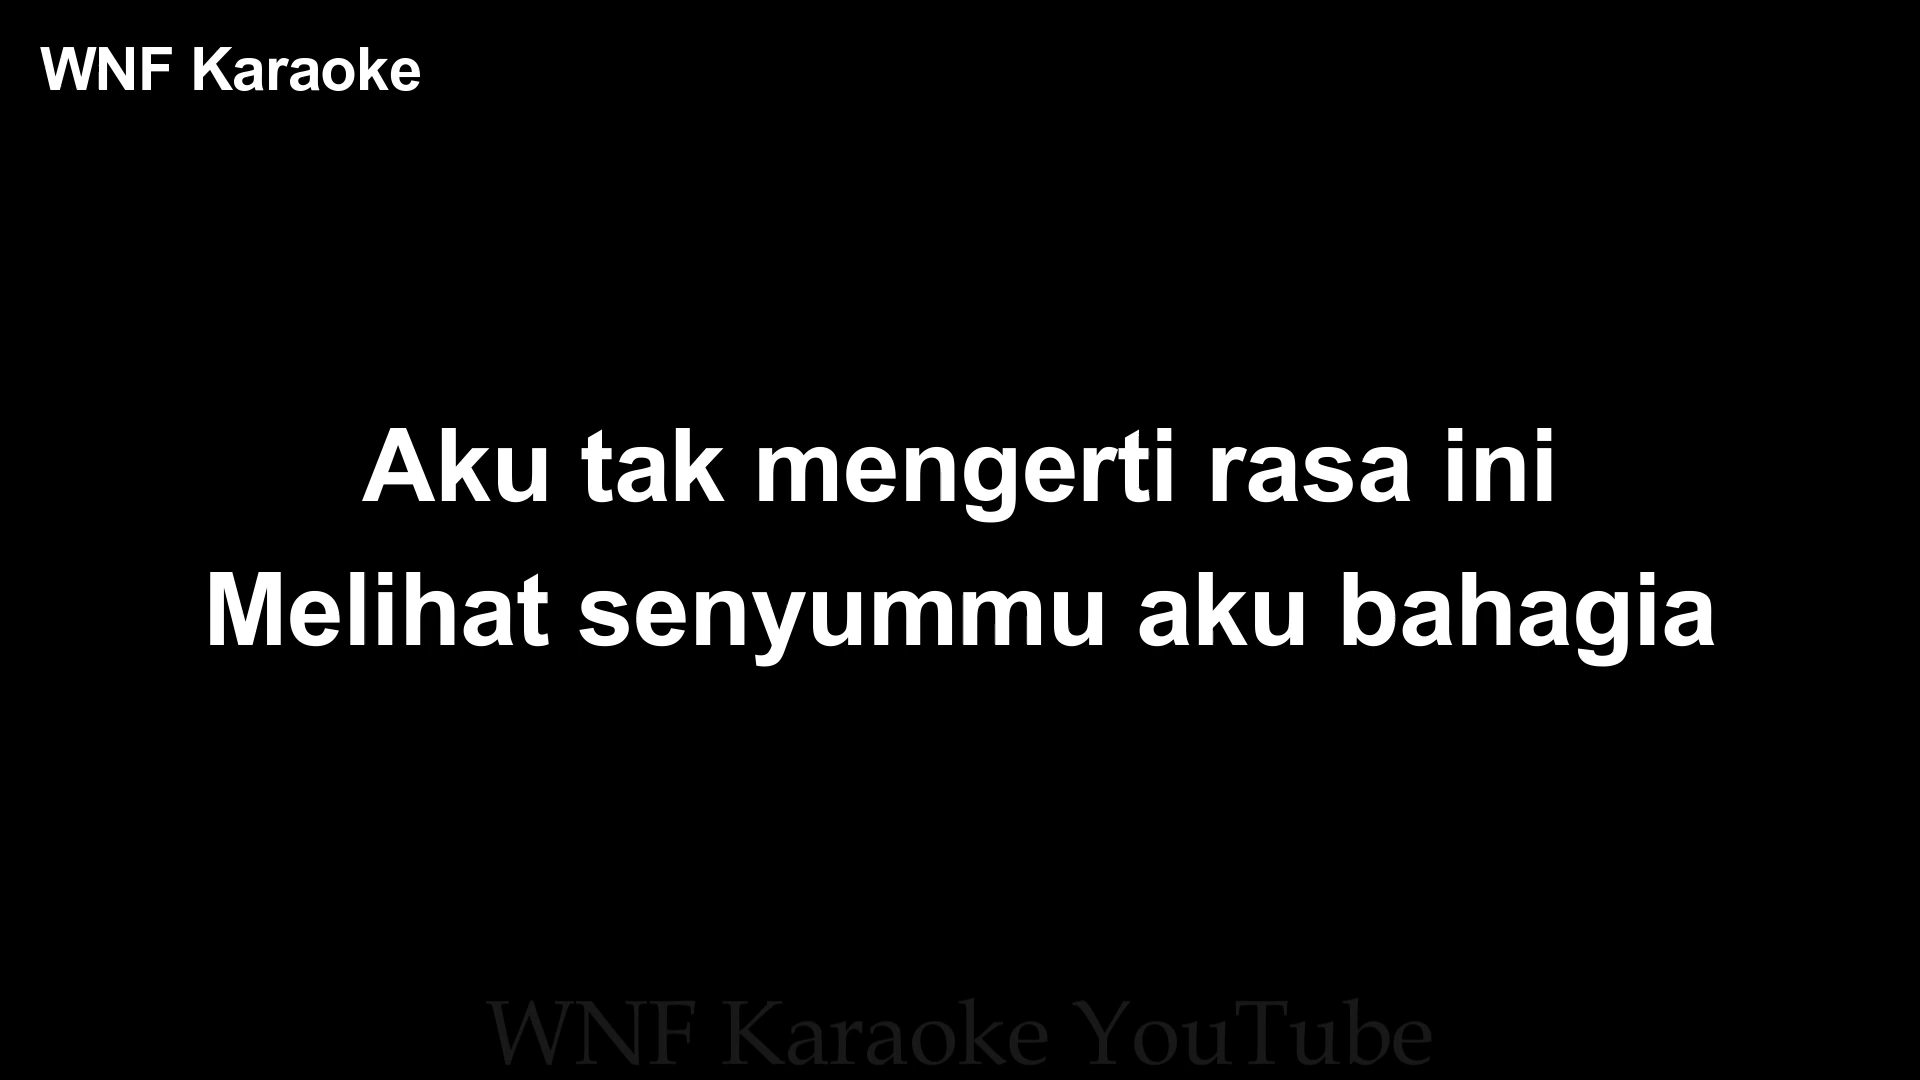 WNF Karaoke
Aku tak mengerti rasa ini
Melihat senyummu aku bahagia
WNF Karaoke YouTube